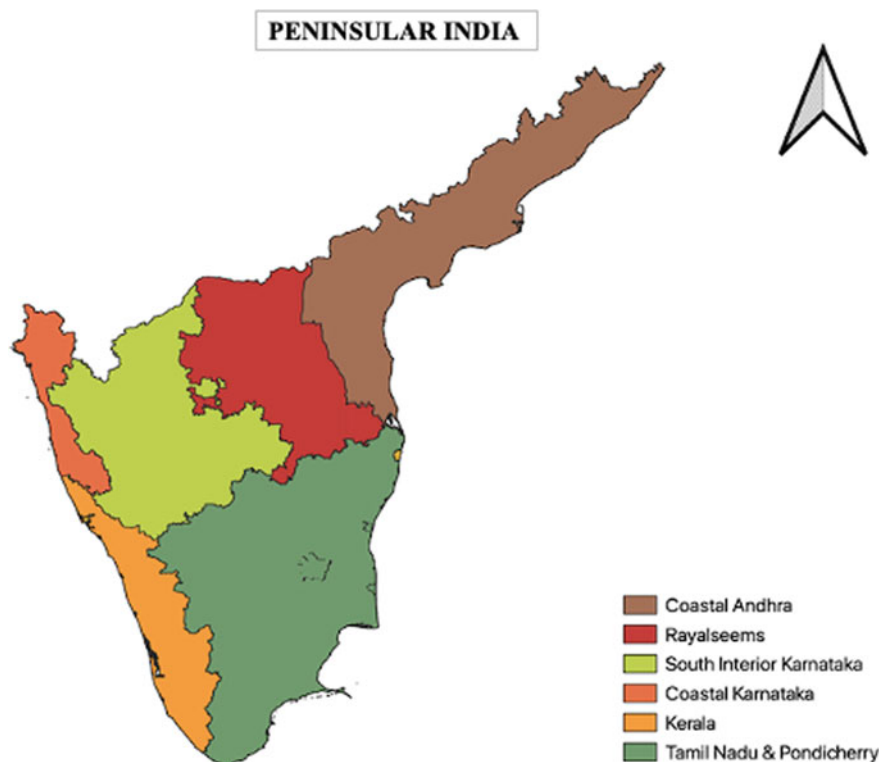 PENINSULAR INDIA
Coastal Andhra
Rayalseems
South Interior Karnataka
Coastal Karnataka
Kerala
Tamil Nadu & Pondicherry